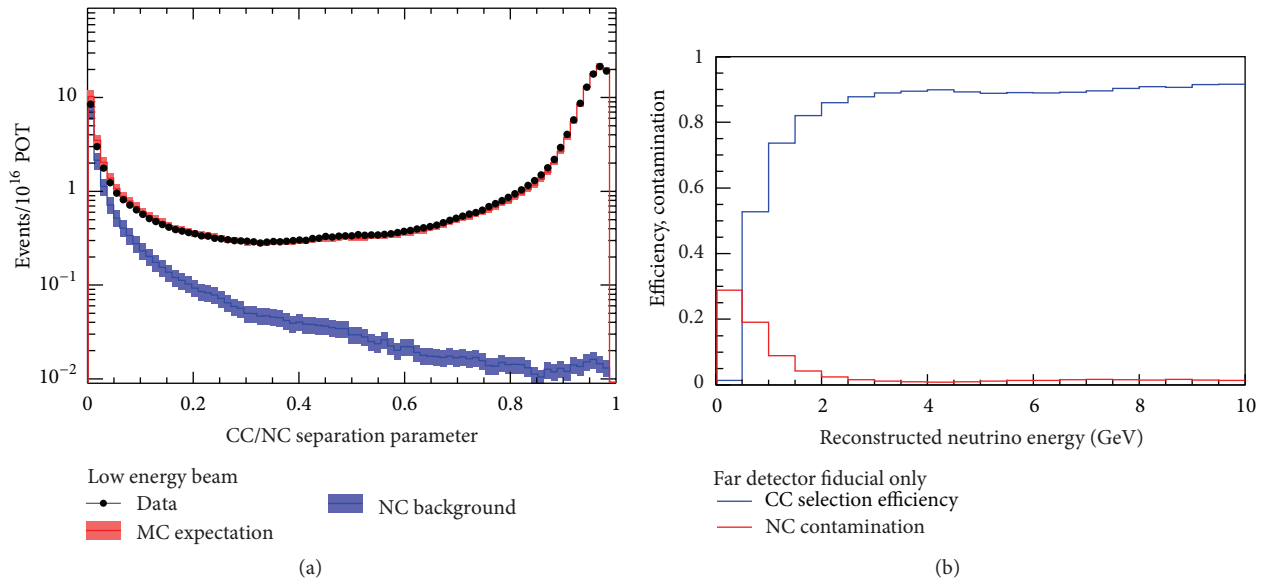 10
1
10⁻¹
10⁻²
Events/10¹⁶ POT
0
0.2
0.4
0.6
0.8
1
CC/NC separation parameter
Low energy beam
Data
MC expectation
NC background
(a)
1
0.8
0.6
0.4
0.2
0
Efficiency, contamination
0
2
4
6
8
10
Reconstructed neutrino energy (GeV)
Far detector fiducial only
CC selection efficiency
NC contamination
(b)